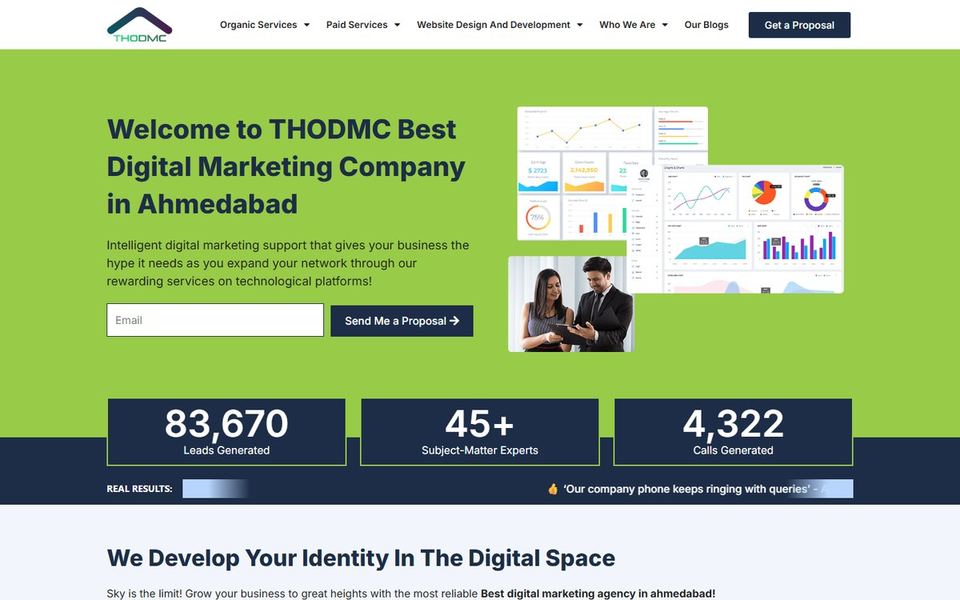 THODMC
Organic Services
Paid Services
Website Design And Development
Who We Are
Our Blogs
Get a Proposal
Welcome to THODMC Best
Digital Marketing Company
in Ahmedabad
Intelligent digital marketing support that gives your business the
hype it needs as you expand your network through our
rewarding services on technological platforms!
Email
Send Me a Proposal →
$ 2723
2,142,950
75%
83,670
Leads Generated
45+
Subject-Matter Experts
4,322
Calls Generated
REAL RESULTS:
👍 ‘Our company phone keeps ringing with queries’ -
We Develop Your Identity In The Digital Space
Sky is the limit! Grow your business to great heights with the most reliable Best digital marketing agency in ahmedabad!